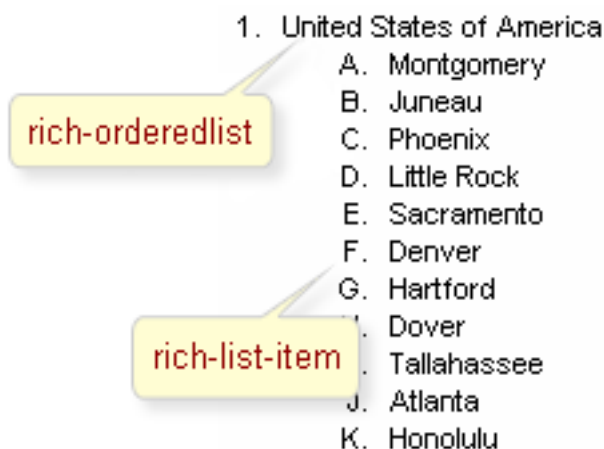 1. United States of America
A. Montgomery
B. Juneau
rich-orderedlist
C. Phoenix
D. Little Rock
E. Sacramento
F. Denver
G. Hartford
Dover
rich-list-item
Tallahassee
J. Atlanta
K. Honolulu